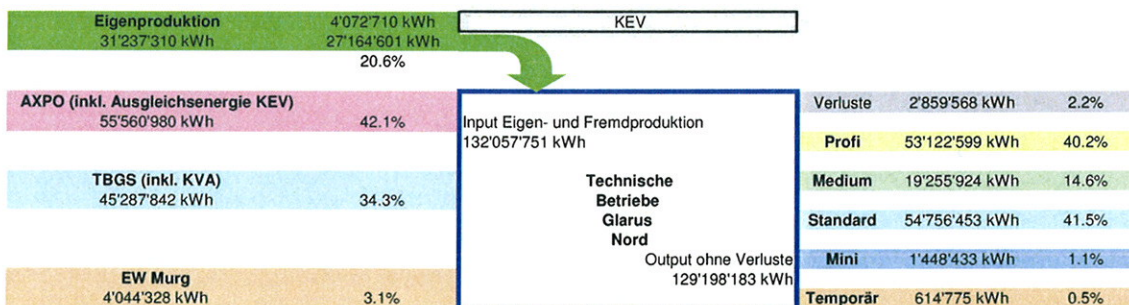 Eigenproduktion 4'072'710 kWh KEV
31'237'310 kWh 27'164'601 kWh
20.6%
AXPO (inkl. Ausgleichsenergie KEV)
55'560'980 kWh 42.1%
Input Eigen- und Fremdproduktion
132'057'751 kWh
TBGS (inkl. KVA)
45'287'842 kWh 34.3%
Technische
Betriebe
Glarus
Nord
Output ohne Verluste
129'198'183 kWh
EW Murg
4'044'328 kWh 3.1%
Verluste 2'859'568 kWh 2.2%
Profi 53'122'599 kWh 40.2%
Medium 19'255'924 kWh 14.6%
Standard 54'756'453 kWh 41.5%
Mini 1'448'433 kWh 1.1%
Temporär 614'775 kWh 0.5%